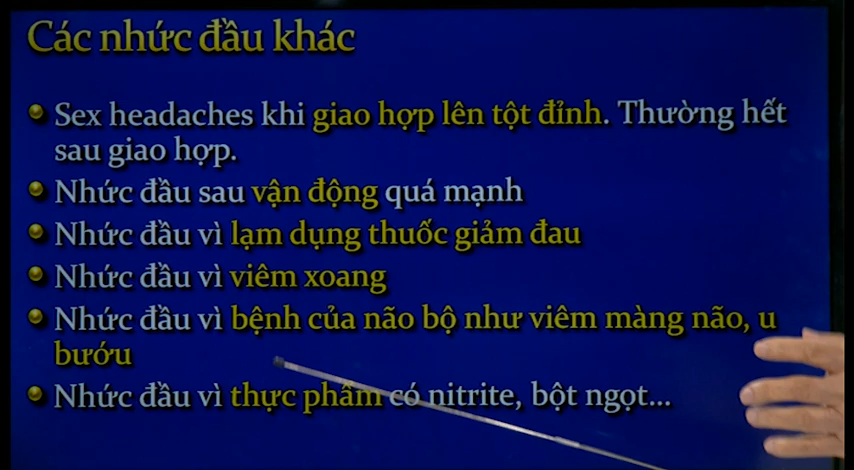 Các nhức đầu khác
Sex headaches khi giao hợp lên tột đỉnh. Thường hết
sau giao hợp.
Nhức đầu sau vận động quá mạnh
Nhức đầu vì lạm dụng thuốc giảm đau
Nhức đầu vì viêm xoang
Nhức đầu vì bệnh của não bộ như viêm màng não, u
bướu
Nhức đầu vì thực phẩm có nitrite, bột ngọt...